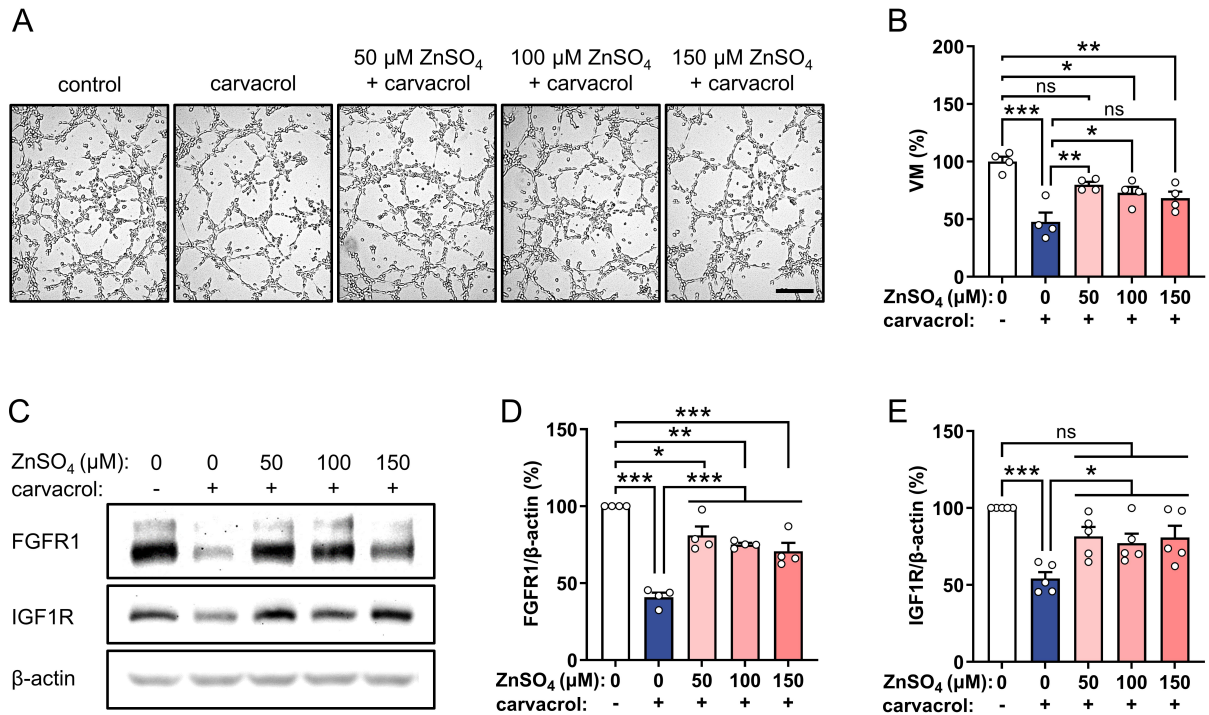 A
control
carvacrol
50 µM ZnSO₄
+ carvacrol
100 µM ZnSO₄
+ carvacrol
150 µM ZnSO₄
+ carvacrol
B
VM (%)
200
150
100
50
0
**
*
ns
***
ns
*
**
ZnSO₄ (µM): 0 0 50 100 150
carvacrol: - + + + +
C
ZnSO₄ (µM): 0 0 50 100 150
carvacrol: - + + + +
FGFR1
IGF1R
β-actin
D
FGFR1/β-actin (%)
150
100
50
0
***
**
*
*** ***
ZnSO₄ (µM): 0 0 50 100 150
carvacrol: - + + + +
E
IGF1R/β-actin (%)
150
100
50
0
ns
*** *
ZnSO₄ (µM): 0 0 50 100 150
carvacrol: - + + + +